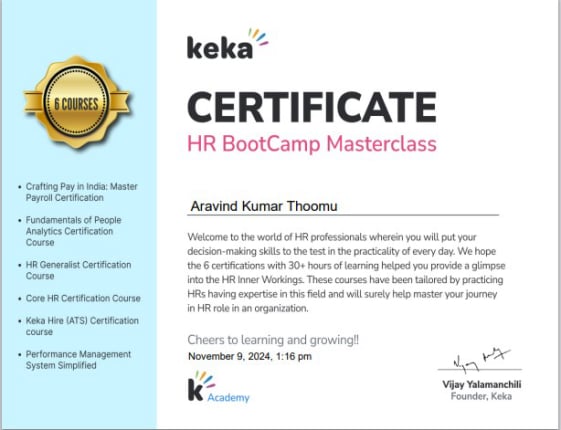 keka
CERTIFICATE
HR BootCamp Masterclass
6 COURSES
• Crafting Pay in India: Master
Payroll Certification
• Fundamentals of People
Analytics Certification
Course
• HR Generalist Certification
Course
• Core HR Certification Course
• Keka Hire (ATS) Certification
course
• Performance Management
System Simplified
Aravind Kumar Thoomu
Welcome to the world of HR professionals wherein you will put your
decision-making skills to the test in the practicality of every day. We hope
the 6 certifications with 30+ hours of learning helped you provide a glimpse
into the HR Inner Workings. These courses have been tailored by practicing
HRs having expertise in this field and will surely help master your journey
in HR role in an organization.
Cheers to learning and growing!!
November 9, 2024, 1:16 pm
k Academy
Vijay Yalamanchili
Founder, Keka